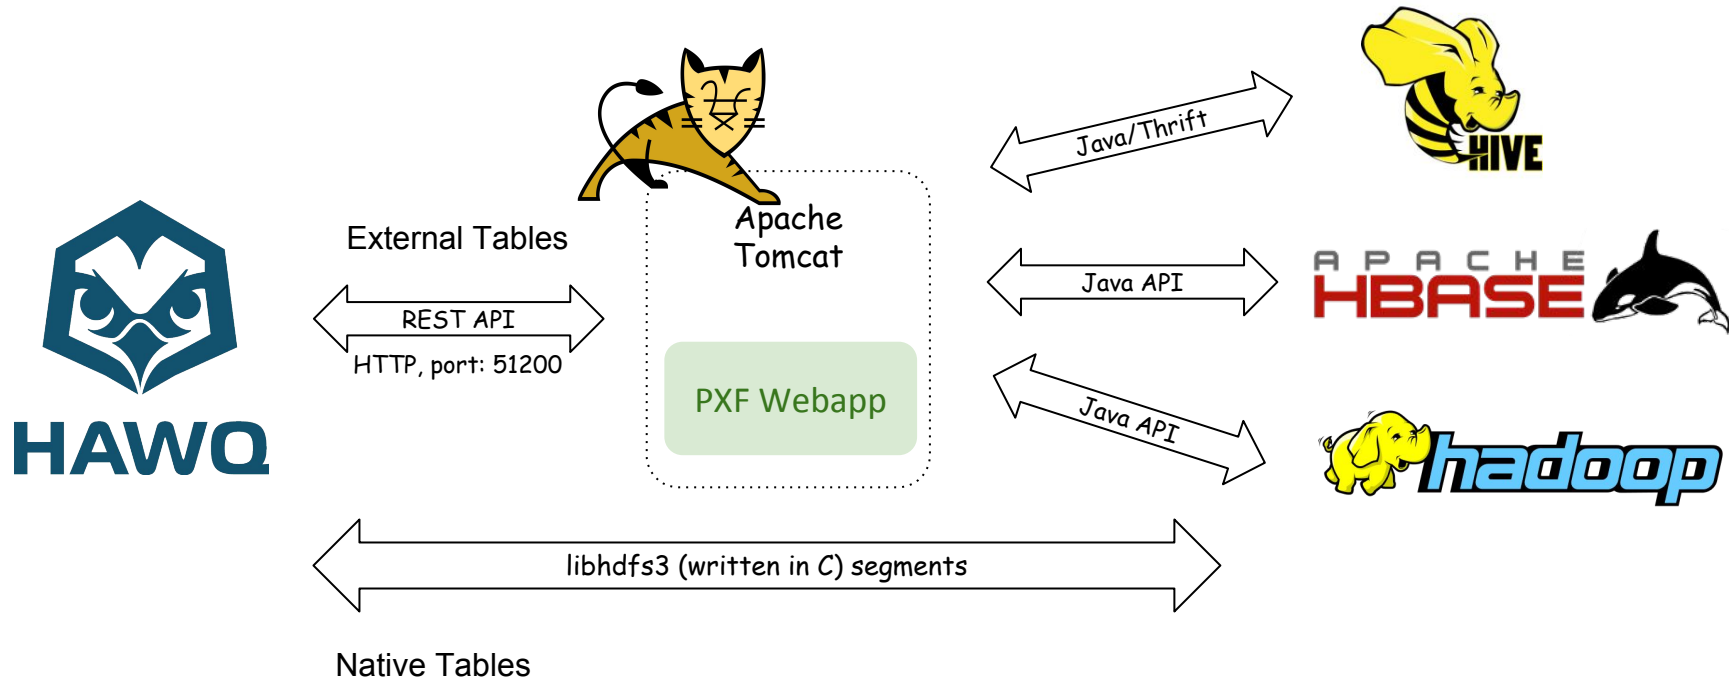 Java/Thrift
HIVE
Apache
Tomcat
External Tables
REST API
HTTP, port: 51200
Java API
APACHE
HBASE
PXF Webapp
Java API
hadoop
HAWQ
libhdfs3 (written in C) segments
Native Tables